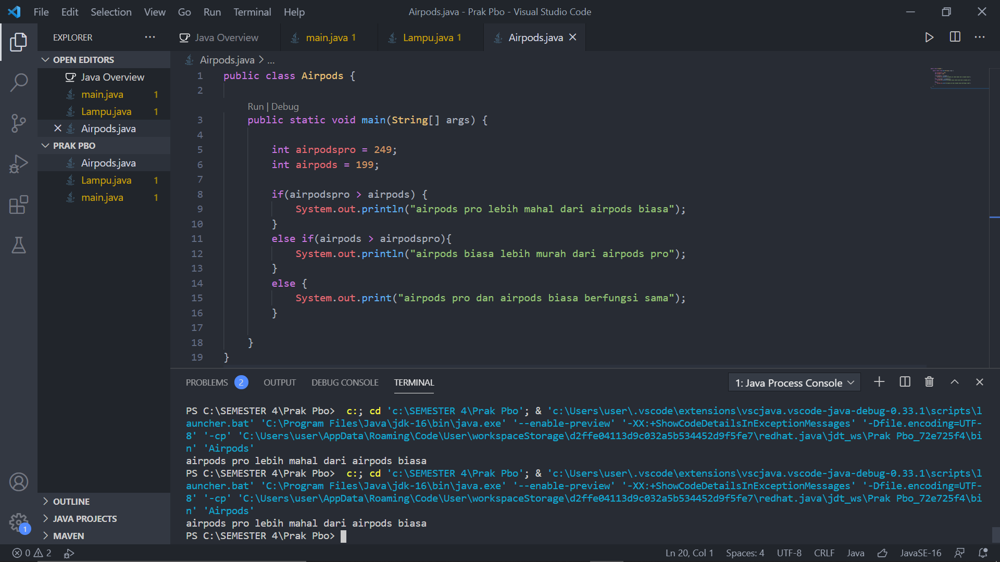 File Edit Selection View Go Run Terminal Help
Airpods.java - Prak Pbo - Visual Studio Code
EXPLORER
Java Overview
main.java 1
Lampu.java 1
Airpods.java
OPEN EDITORS
Java Overview
main.java 1
Lampu.java 1
Airpods.java
PRAK PBO
Airpods.java
Lampu.java 1
main.java 1
OUTLINE
JAVA PROJECTS
MAVEN
1
Airpods.java > ...
1 public class Airpods {
2
Run | Debug
3 public static void main(String[] args) {
4
5 int airpodspro = 249;
6 int airpods = 199;
7
8 if(airpodspro > airpods) {
9 System.out.println("airpods pro lebih mahal dari airpods biasa");
10 }
11 else if(airpods > airpodspro){
12 System.out.println("airpods biasa lebih murah dari airpods pro");
13 }
14 else {
15 System.out.print("airpods pro dan airpods biasa berfungsi sama");
16 }
17
18 }
19 }
PROBLEMS 2 OUTPUT DEBUG CONSOLE TERMINAL
1: Java Process Console
PS C:\SEMESTER 4\Prak Pbo>  c:; cd 'c:\SEMESTER 4\Prak Pbo'; & 'c:\Users\user\.vscode\extensions\vscjava.vscode-java-debug-0.33.1\scripts\l
auncher.bat' 'C:\Program Files\Java\jdk-16\bin\java.exe' '--enable-preview' '-XX:+ShowCodeDetailsInExceptionMessages' '-Dfile.encoding=UTF-
8' '-cp' 'C:\Users\user\AppData\Roaming\Code\User\workspaceStorage\d2ffe04113d9c032a5b534452d9f5fe7\redhat.java\jdt_ws\Prak Pbo_72e725f4\bi
n' 'Airpods'
airpods pro lebih mahal dari airpods biasa
PS C:\SEMESTER 4\Prak Pbo>  c:; cd 'c:\SEMESTER 4\Prak Pbo'; & 'c:\Users\user\.vscode\extensions\vscjava.vscode-java-debug-0.33.1\scripts\l
auncher.bat' 'C:\Program Files\Java\jdk-16\bin\java.exe' '--enable-preview' '-XX:+ShowCodeDetailsInExceptionMessages' '-Dfile.encoding=UTF-
8' '-cp' 'C:\Users\user\AppData\Roaming\Code\User\workspaceStorage\d2ffe04113d9c032a5b534452d9f5fe7\redhat.java\jdt_ws\Prak Pbo_72e725f4\bi
n' 'Airpods'
airpods pro lebih mahal dari airpods biasa
PS C:\SEMESTER 4\Prak Pbo>
0 2
Ln 20, Col 1 Spaces: 4 UTF-8 CRLF Java JavaSE-16